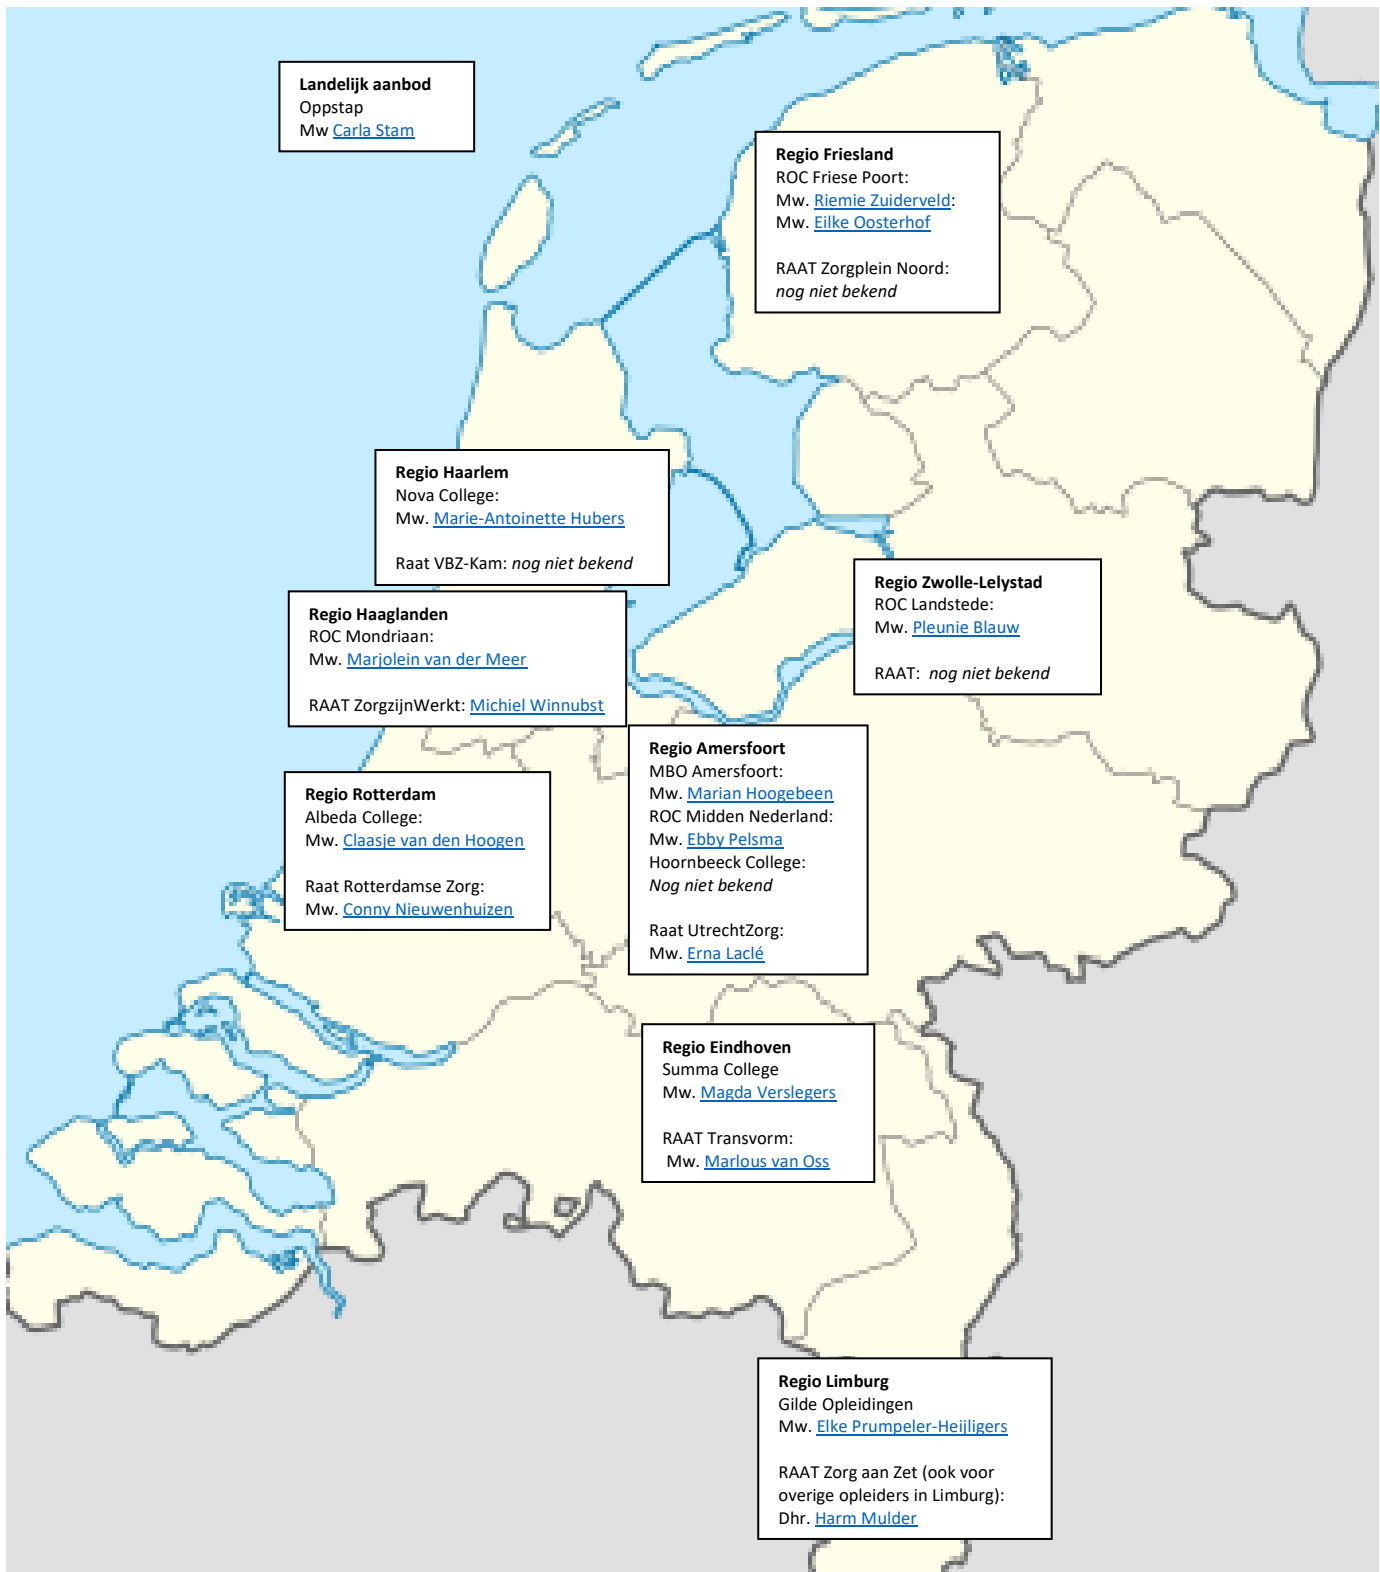 Landelijk aanbod
Oppstap
Mw Carla Stam
Regio Friesland
ROC Friese Poort:
Mw. Riemie Zuiderveld:
Mw. Eilke Oosterhof
RAAT Zorgplein Noord:
nog niet bekend
Regio Haarlem
Nova College:
Mw. Marie-Antoinette Hubers
Raat VBZ-Kam: nog niet bekend
Regio Zwolle-Lelystad
ROC Landstede:
Mw. Pleunie Blauw
RAAT: nog niet bekend
Regio Haaglanden
ROC Mondriaan:
Mw. Marjolein van der Meer
RAAT ZorgzijnWerkt: Michiel Winnubst
Regio Amersfoort
MBO Amersfoort:
Mw. Marian Hoogebeen
ROC Midden Nederland:
Mw. Ebby Pelsma
Hoornbeeck College:
Nog niet bekend
Raat UtrechtZorg:
Mw. Erna Laclé
Regio Rotterdam
Albeda College:
Mw. Claasje van den Hoogen
Raat Rotterdamse Zorg:
Mw. Conny Nieuwenhuizen
Regio Eindhoven
Summa College
Mw. Magda Verslegers
RAAT Transvorm:
Mw. Marlous van Oss
Regio Limburg
Gilde Opleidingen
Mw. Elke Prumpeler-Heijligers
RAAT Zorg aan Zet (ook voor
overige opleiders in Limburg):
Dhr. Harm Mulder